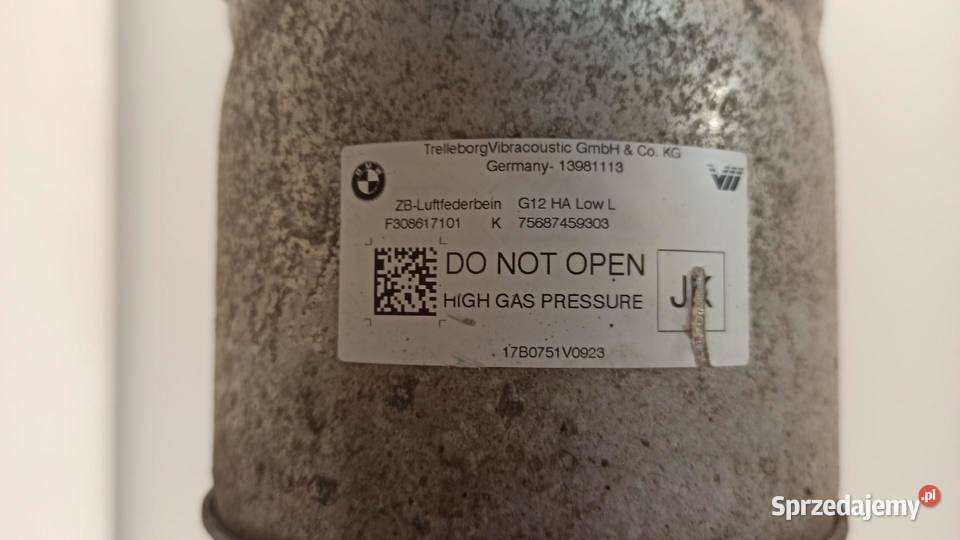 TrelleborgVibracoustic GmbH & Co. KG
Germany- 13981113
BMW
ZB-Luftfederbein G12 HA Low L
F308617101 K 75687459303
DO NOT OPEN
HIGH GAS PRESSURE
JK
17B0751V0923
Sprzedajemy.pl